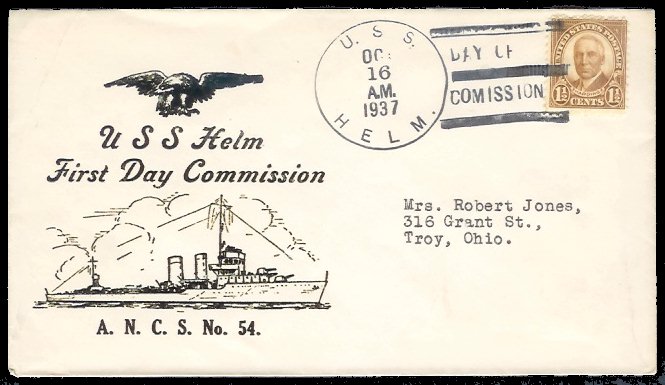 U S S Helm
First Day Commission
A. N. C. S. No. 54.
U. S. S.
OC
16
A.M.
1937
HELM.
DAY OF
COMISSION
UNITED STATES POSTAGE
1½ CENTS 1½
Mrs. Robert Jones,
316 Grant St.,
Troy, Ohio.